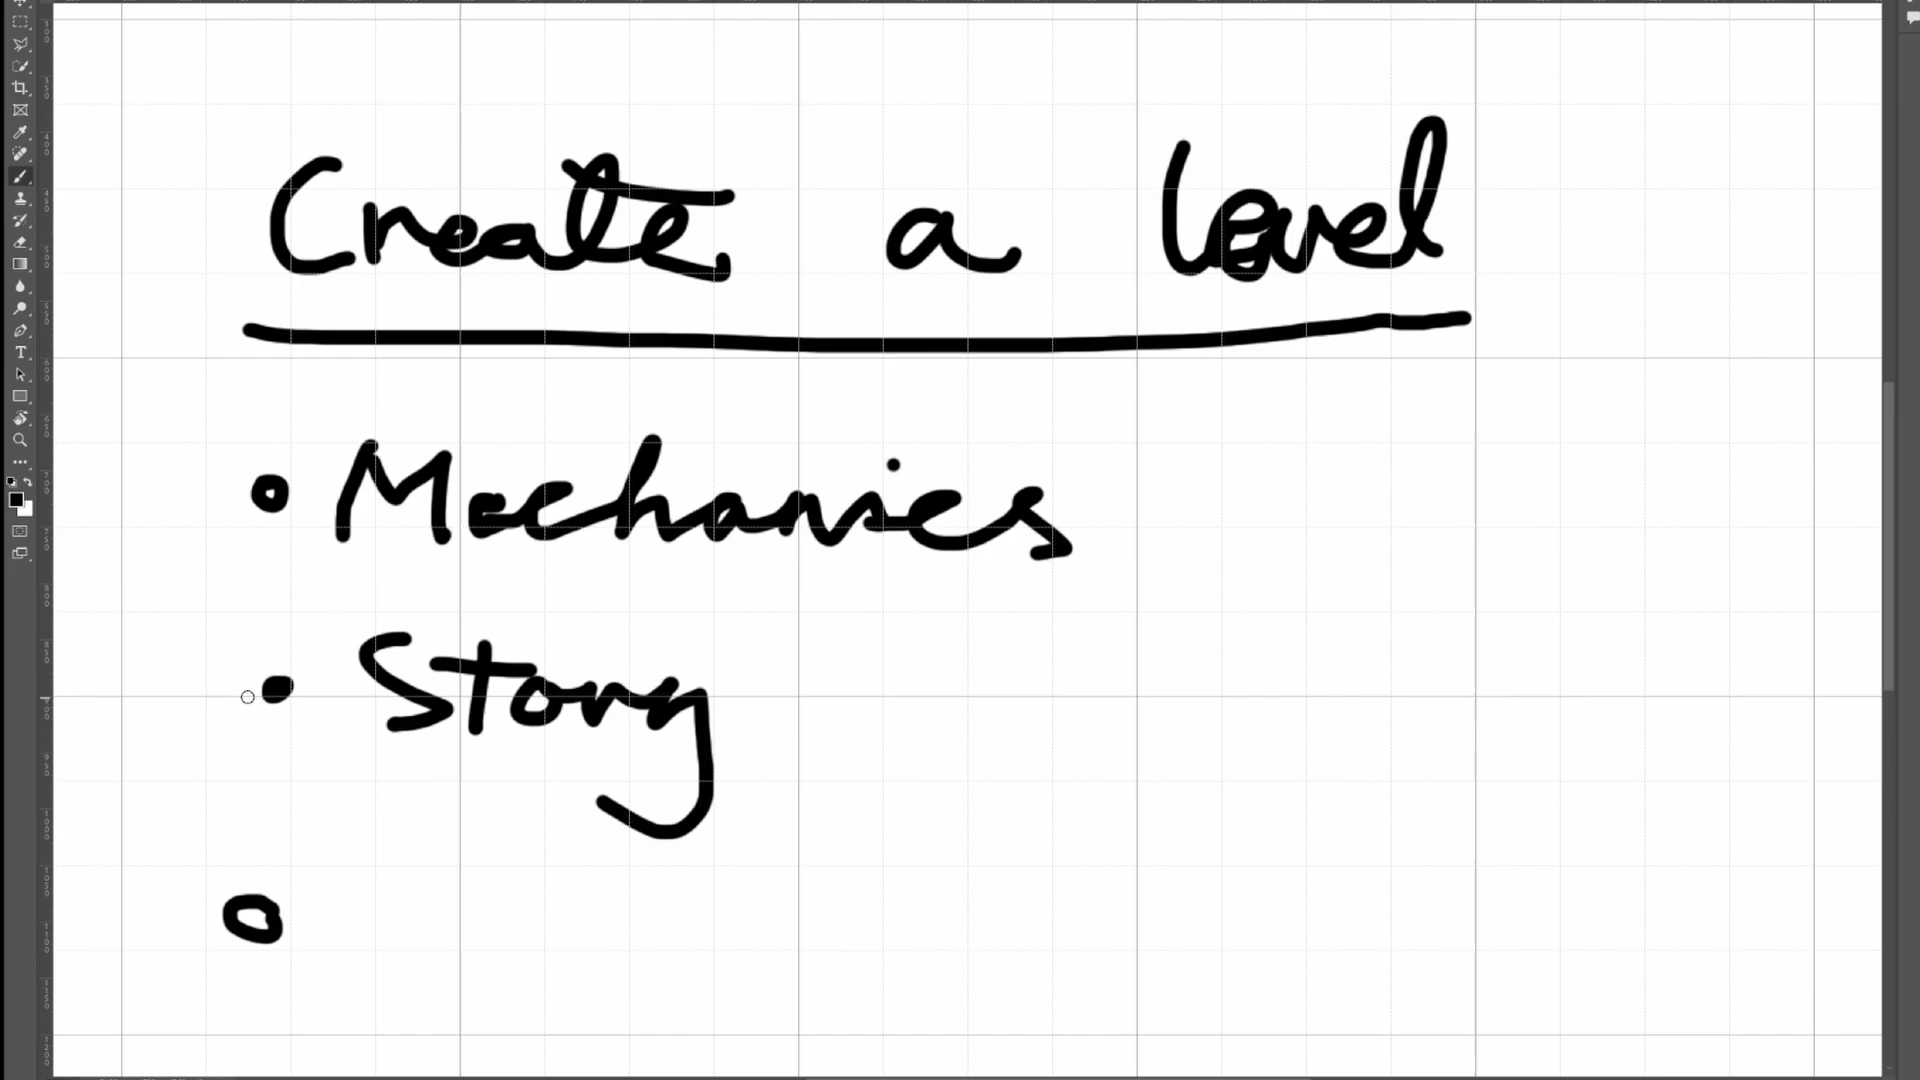 Create a level
• Mechanics
• Story
•